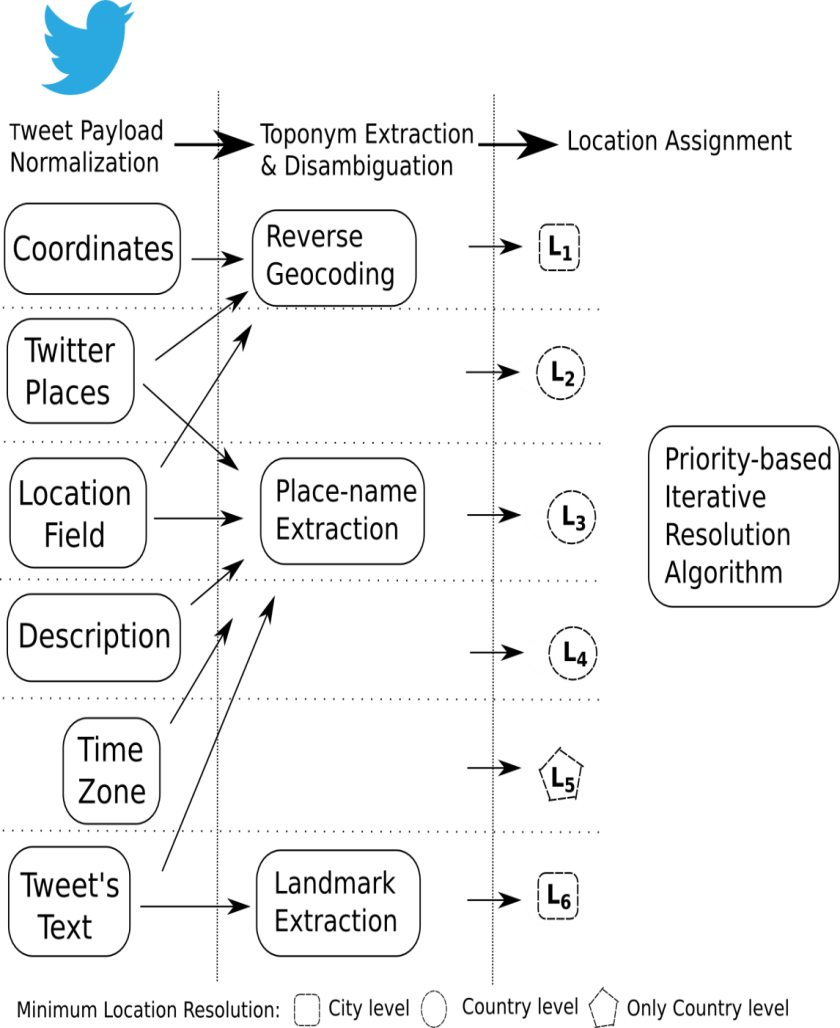 Tweet Payload
Normalization
Toponym Extraction
& Disambiguation
Location Assignment
Coordinates
Reverse
Geocoding
L1
Twitter
Places
L2
Location
Field
Place-name
Extraction
L3
Priority-based
Iterative
Resolution
Algorithm
Description
L4
Time
Zone
L5
Tweet's
Text
Landmark
Extraction
L6
Minimum Location Resolution: City level Country level Only Country level